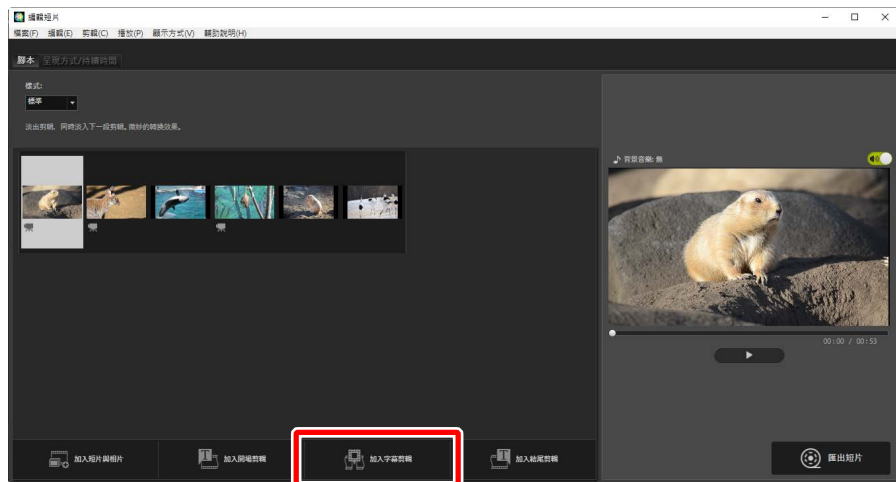 編輯短片
檔案(F) 編輯(E) 剪輯(C) 播放(P) 顯示方式(V) 輔助說明(H)
腳本 呈現方式/持續時間
樣式:
標準
淡出剪輯，同時淡入下一段剪輯。微妙的轉換效果。
背景音樂: 無
00:00 / 00:53
加入短片與相片
加入開場剪輯
加入字幕剪輯
加入結尾剪輯
匯出短片